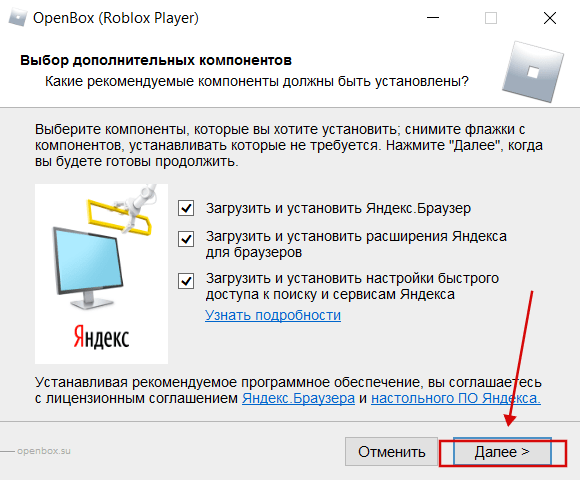 OpenBox (Roblox Player)
Выбор дополнительных компонентов
Какие рекомендуемые компоненты должны быть установлены?
Выберите компоненты, которые вы хотите установить; снимите флажки с
компонентов, устанавливать которые не требуется. Нажмите "Далее", когда
вы будете готовы продолжить.
Загрузить и установить Яндекс.Браузер
Загрузить и установить расширения Яндекса
для браузеров
Загрузить и установить настройки быстрого
доступа к поиску и сервисам Яндекса
Узнать подробности
Яндекс
Устанавливая рекомендуемое программное обеспечение, вы соглашаетесь
с лицензионным соглашением Яндекс.Браузера и настольного ПО Яндекса.
openbox.su
Отменить
Далее >